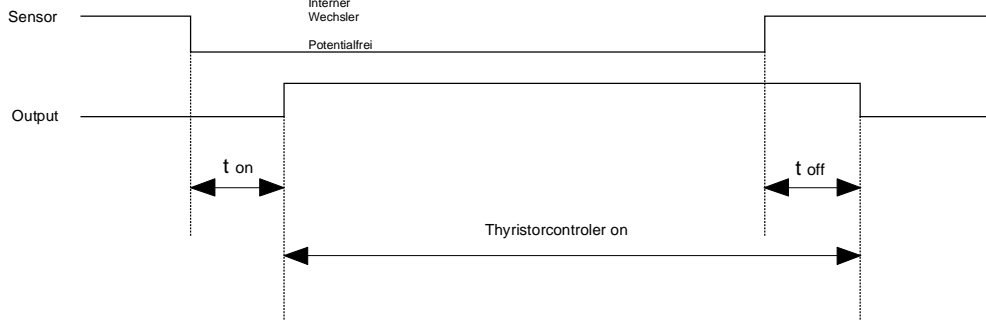 Interner
Sensor
Wechsler
Potentialfrei
Output
t on
t off
Thyristorcontroler on